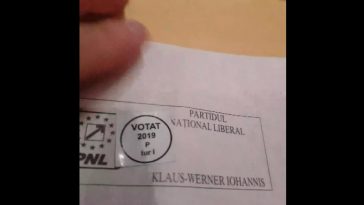 PARTIDUL
NAȚIONAL LIBERAL
VOTAT
2019
P
tur I
PNL
KLAUS-WERNER IOHANNIS